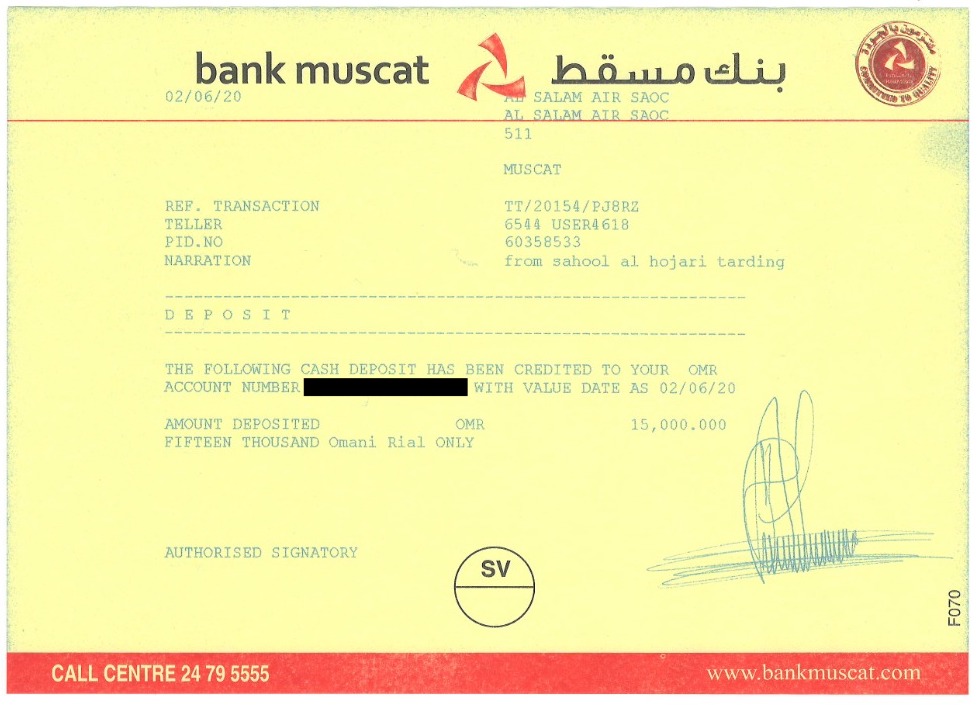 bank muscat بنك مسقط
COMMITTED TO QUALITY
02/06/20 AL SALAM AIR SAOC
AL SALAM AIR SAOC
511
MUSCAT
REF. TRANSACTION TT/20154/PJ8RZ
TELLER 6544 USER4618
PID.NO 60358533
NARRATION from sahool al hojari tarding
DEPOSIT
THE FOLLOWING CASH DEPOSIT HAS BEEN CREDITED TO YOUR OMR
ACCOUNT NUMBER WITH VALUE DATE AS 02/06/20
AMOUNT DEPOSITED OMR 15,000.000
FIFTEEN THOUSAND Omani Rial ONLY
AUTHORISED SIGNATORY
SV
F070
CALL CENTRE 24 79 5555 www.bankmuscat.com